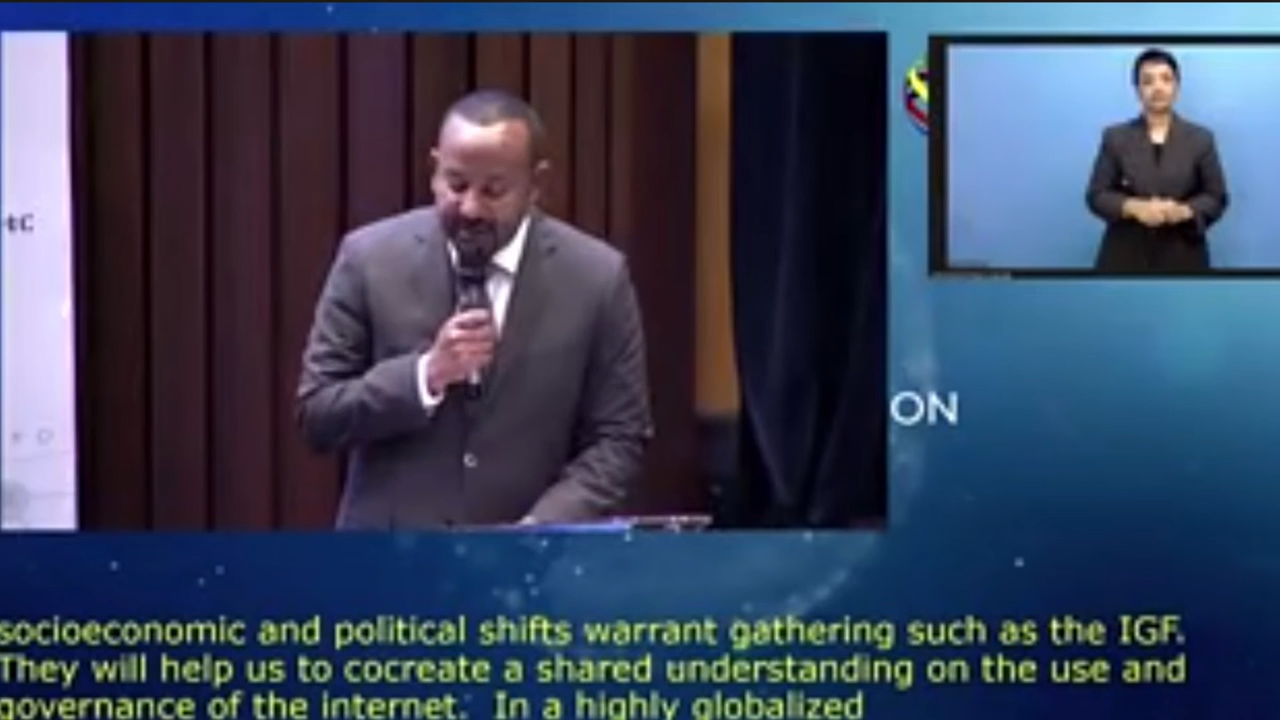 tC
ON
socioeconomic and political shifts warrant gathering such as the IGF.
They will help us to cocreate a shared understanding on the use and
governance of the internet. In a highly globalized